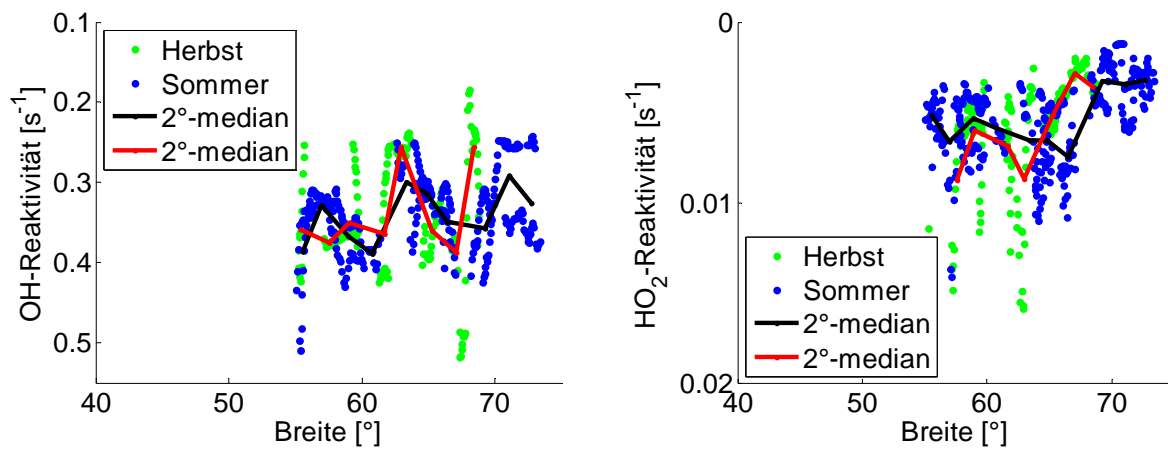 OH-Reaktivität [s-1]
0.1
0.2
0.3
0.4
0.5
40
50
60
70
Breite [°]
Herbst
Sommer
2°-median
2°-median
HO2-Reaktivität [s-1]
0
0.01
0.02
40
50
60
70
Breite [°]
Herbst
Sommer
2°-median
2°-median